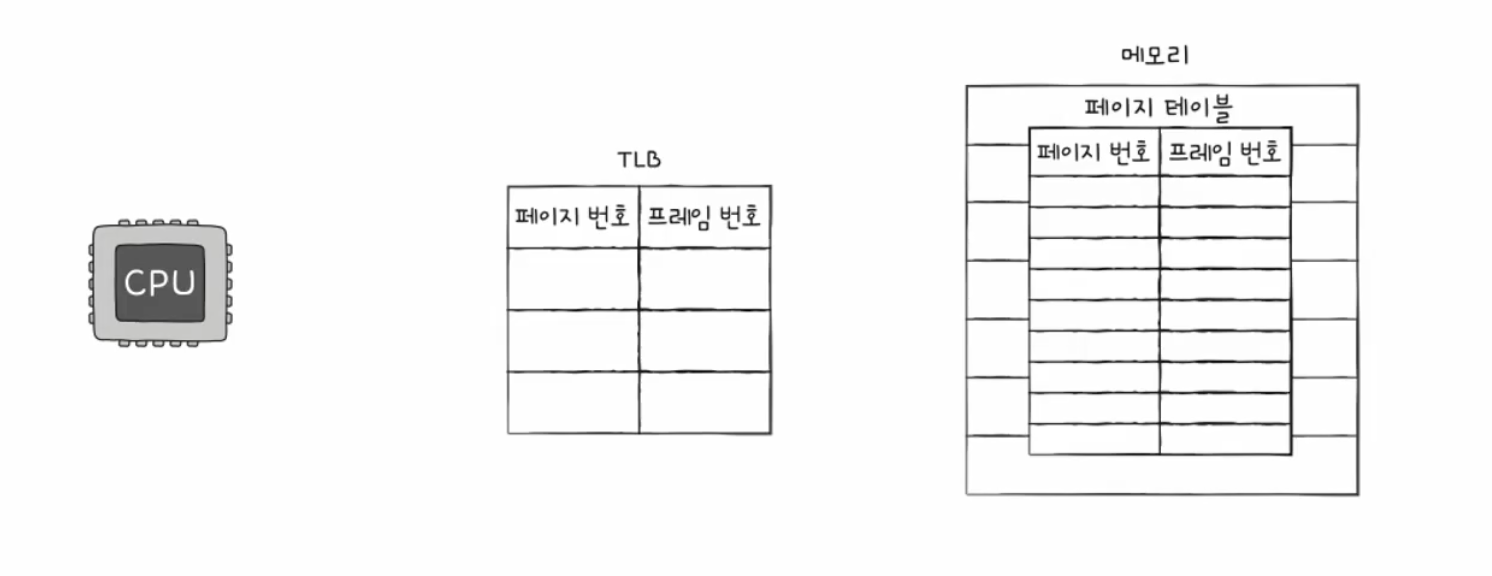 메모리
페이지 테이블
페이지 번호 프레임 번호
TLB
페이지 번호 프레임 번호
CPU